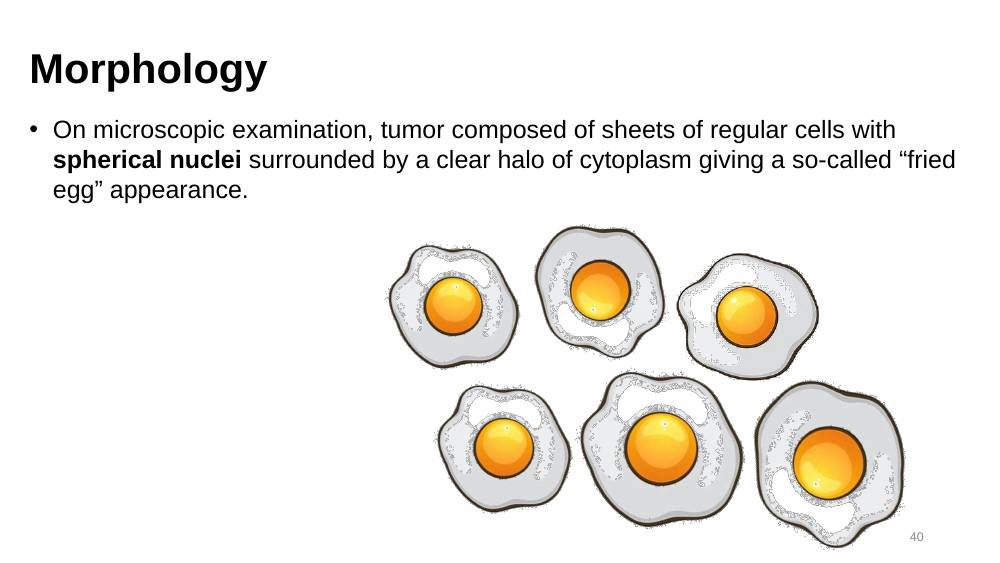 Morphology
• On microscopic examination, tumor composed of sheets of regular cells with
spherical nuclei surrounded by a clear halo of cytoplasm giving a so-called “fried
egg” appearance.
40